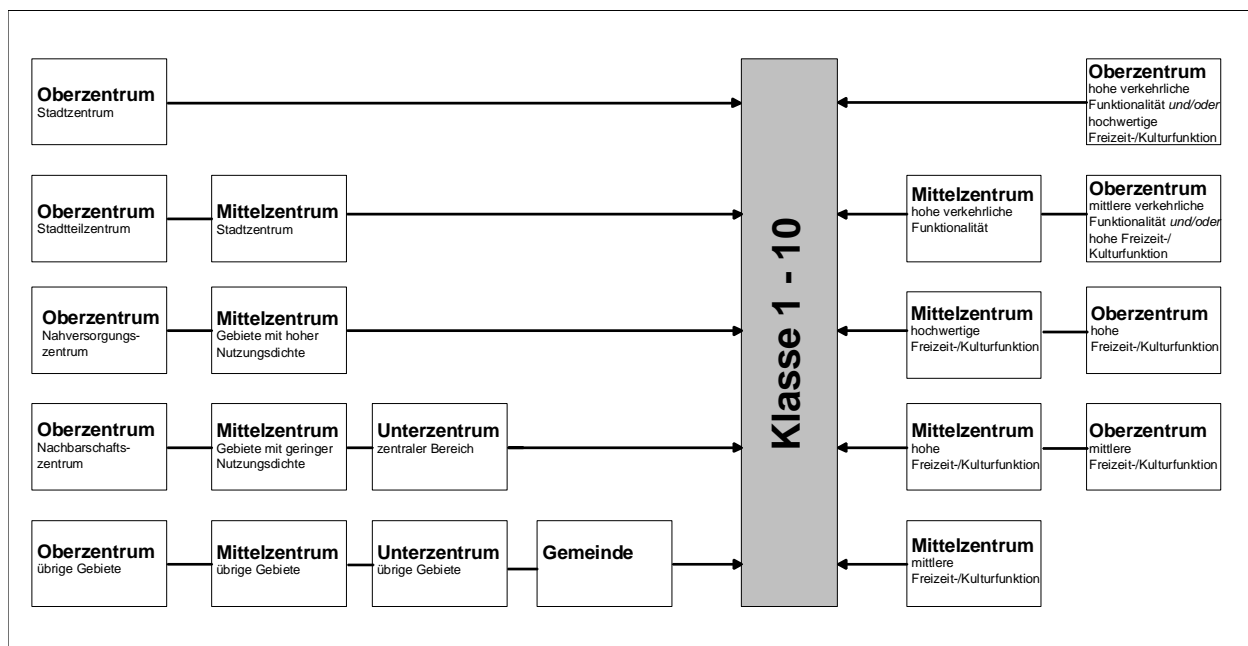 Oberzentrum
Stadtzentrum
Oberzentrum
hohe verkehrliche
Funktionalität und/oder
hochwertige
Freizeit-/Kulturfunktion
Oberzentrum
Stadtteilzentrum
Mittelzentrum
Stadtzentrum
Mittelzentrum
hohe verkehrliche
Funktionalität
Oberzentrum
mittlere verkehrliche
Funktionalität und/oder
hohe Freizeit-/
Kulturfunktion
Klasse 1 - 10
Oberzentrum
Nahversorgungs-
zentrum
Mittelzentrum
Gebiete mit hoher
Nutzungsdichte
Mittelzentrum
hochwertige
Freizeit-/Kulturfunktion
Oberzentrum
hohe
Freizeit-/Kulturfunktion
Oberzentrum
Nachbarschafts-
zentrum
Mittelzentrum
Gebiete mit geringer
Nutzungsdichte
Unterzentrum
zentraler Bereich
Mittelzentrum
hohe
Freizeit-/Kulturfunktion
Oberzentrum
mittlere
Freizeit-/Kulturfunktion
Oberzentrum
übrige Gebiete
Mittelzentrum
übrige Gebiete
Unterzentrum
übrige Gebiete
Gemeinde
Mittelzentrum
mittlere
Freizeit-/Kulturfunktion